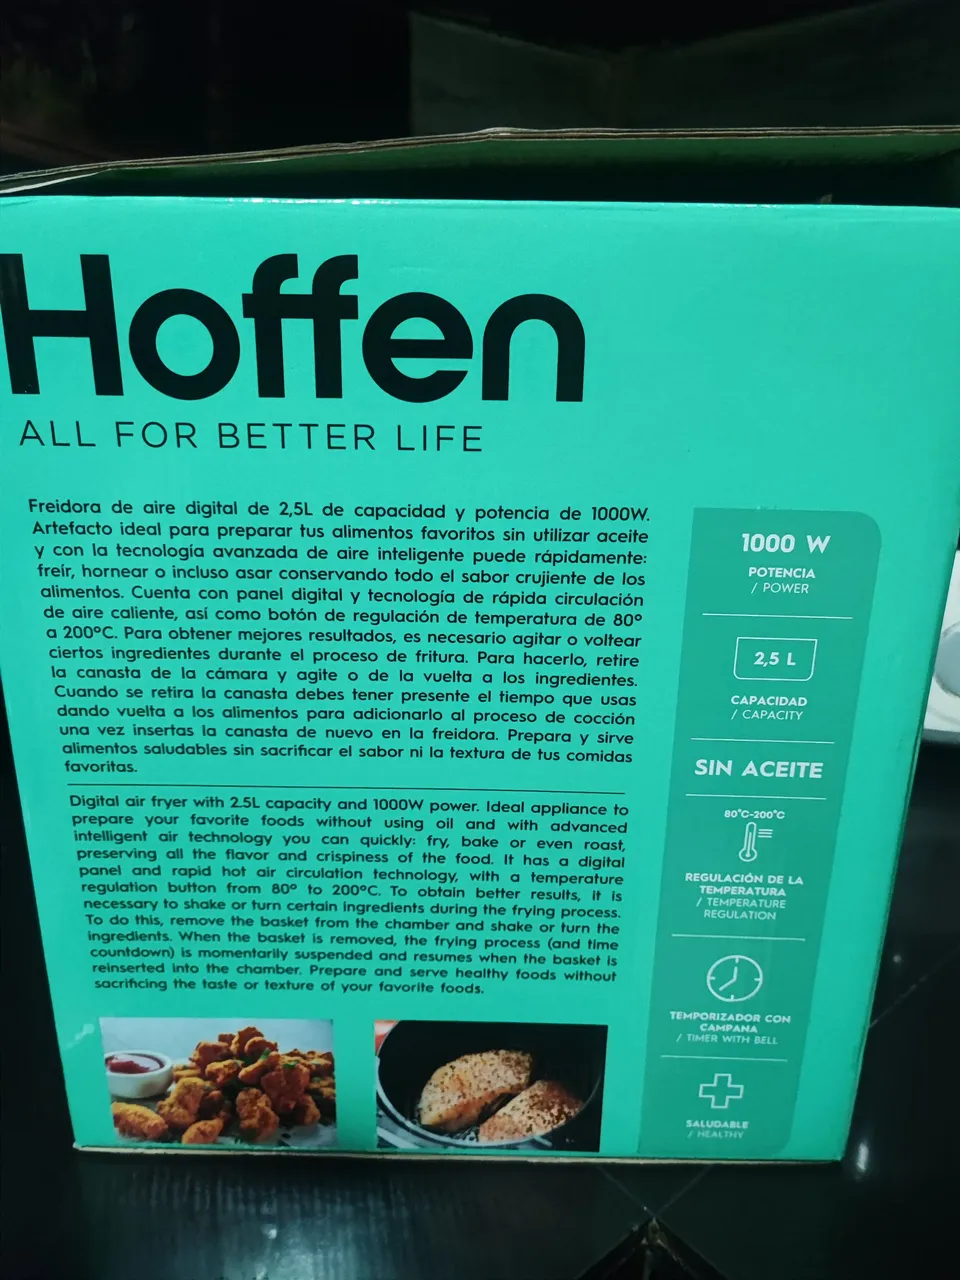 Hoffen
ALL FOR BETTER LIFE
Freidora de aire digital de 2,5L de capacidad y potencia de 1000W.
Artefacto ideal para preparar tus alimentos favoritos sin utilizar aceite
y con la tecnología avanzada de aire inteligente puede rápidamente:
freír, hornear o incluso asar conservando todo el sabor crujiente de los
alimentos. Cuenta con panel digital y tecnología de rápida circulación
de aire caliente, así como botón de regulación de temperatura de 80º
a 200ºC. Para obtener mejores resultados, es necesario agitar o voltear
ciertos ingredientes durante el proceso de fritura. Para hacerlo, retire
la canasta de la cámara y agite o de la vuelta a los ingredientes.
Cuando se retira la canasta debes tener presente el tiempo que usas
dando vuelta a los alimentos para adicionarlo al proceso de cocción
una vez insertas la canasta de nuevo en la freidora. Prepara y sirve
alimentos saludables sin sacrificar el sabor ni la textura de tus comidas
favoritas.
Digital air fryer with 2.5L capacity and 1000W power. Ideal appliance to
prepare your favorite foods without using oil and with advanced
intelligent air technology you can quickly: fry, bake or even roast,
preserving all the flavor and crispiness of the food. It has a digital
panel and rapid hot air circulation technology, with a temperature
regulation button from 80º to 200ºC. To obtain better results, it is
necessary to shake or turn certain ingredients during the frying process.
To do this, remove the basket from the chamber and shake or turn the
ingredients. When the basket is removed, the frying process (and time
countdown) is momentarily suspended and resumes when the basket is
reinserted into the chamber. Prepare and serve healthy foods without
sacrificing the taste or texture of your favorite foods.
1000 W
POTENCIA
/ POWER
2,5 L
CAPACIDAD
/ CAPACITY
SIN ACEITE
80°C-200°C
REGULACIÓN DE LA
TEMPERATURA
/ TEMPERATURE
REGULATION
TEMPORIZADOR CON
CAMPANA
/ TIMER WITH BELL
SALUDABLE
/ HEALTHY